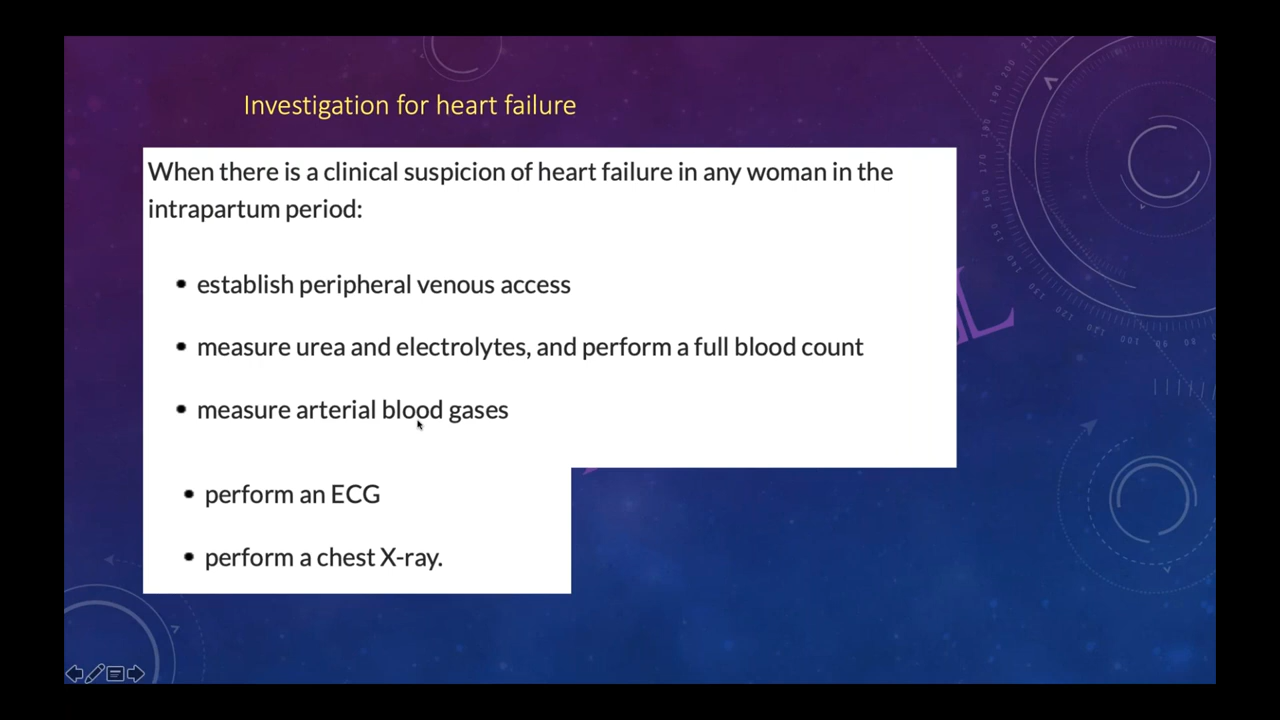 Investigation for heart failure
When there is a clinical suspicion of heart failure in any woman in the
intrapartum period:
• establish peripheral venous access
• measure urea and electrolytes, and perform a full blood count
• measure arterial blood gases
• perform an ECG
• perform a chest X-ray.